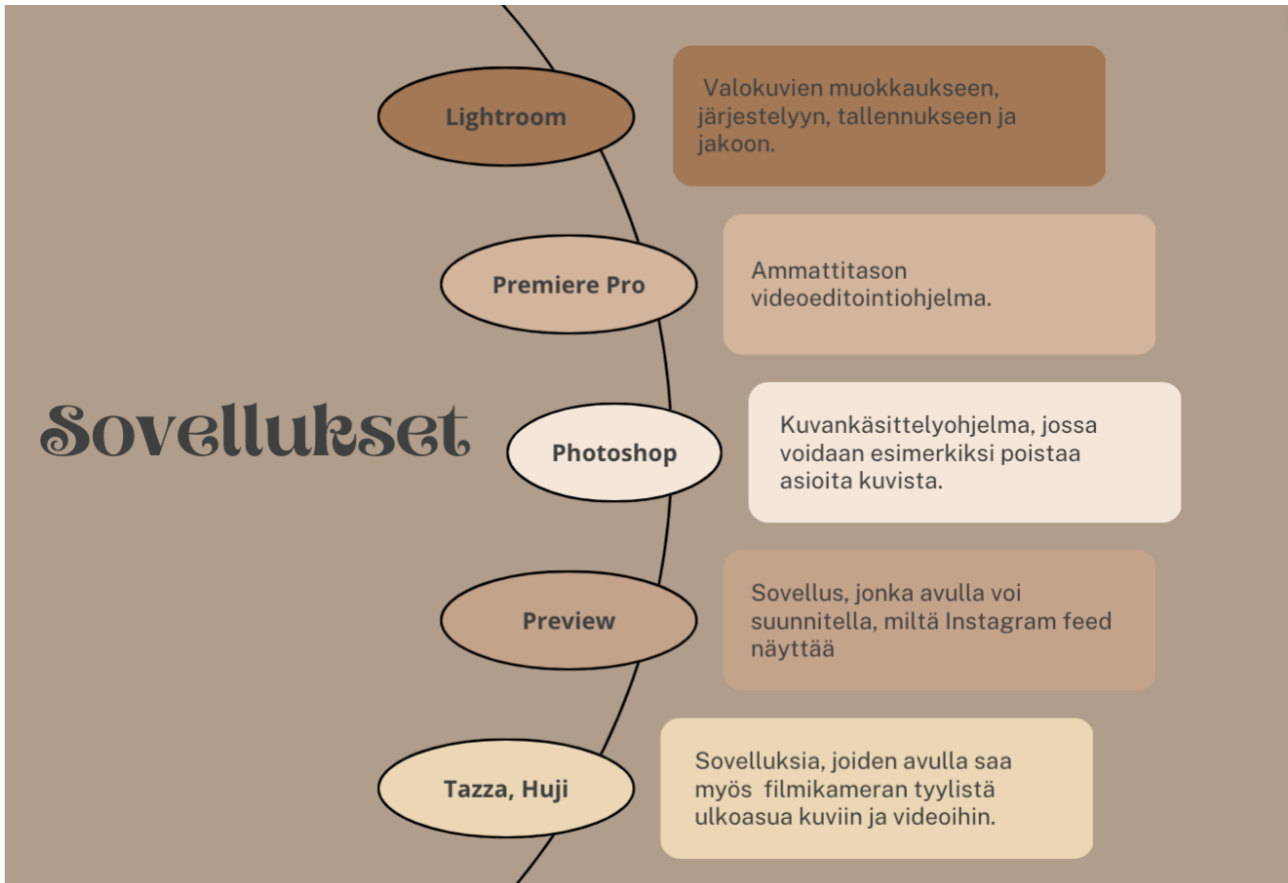 Sovellukset
Lightroom
Valokuvien muokkaukseen,
järjestelyyn, tallennukseen ja
jakoon.
Premiere Pro
Ammattitason
videoeditointiohjelma.
Photoshop
Kuvankäsittelyohjelma, jossa
voidaan esimerkiksi poistaa
asioita kuvista.
Preview
Sovellus, jonka avulla voi
suunnitella, miltä Instagram feed
näyttää
Tazza, Huji
Sovelluksia, joiden avulla saa
myös filmikameran tyylistä
ulkoasua kuviin ja videoihin.